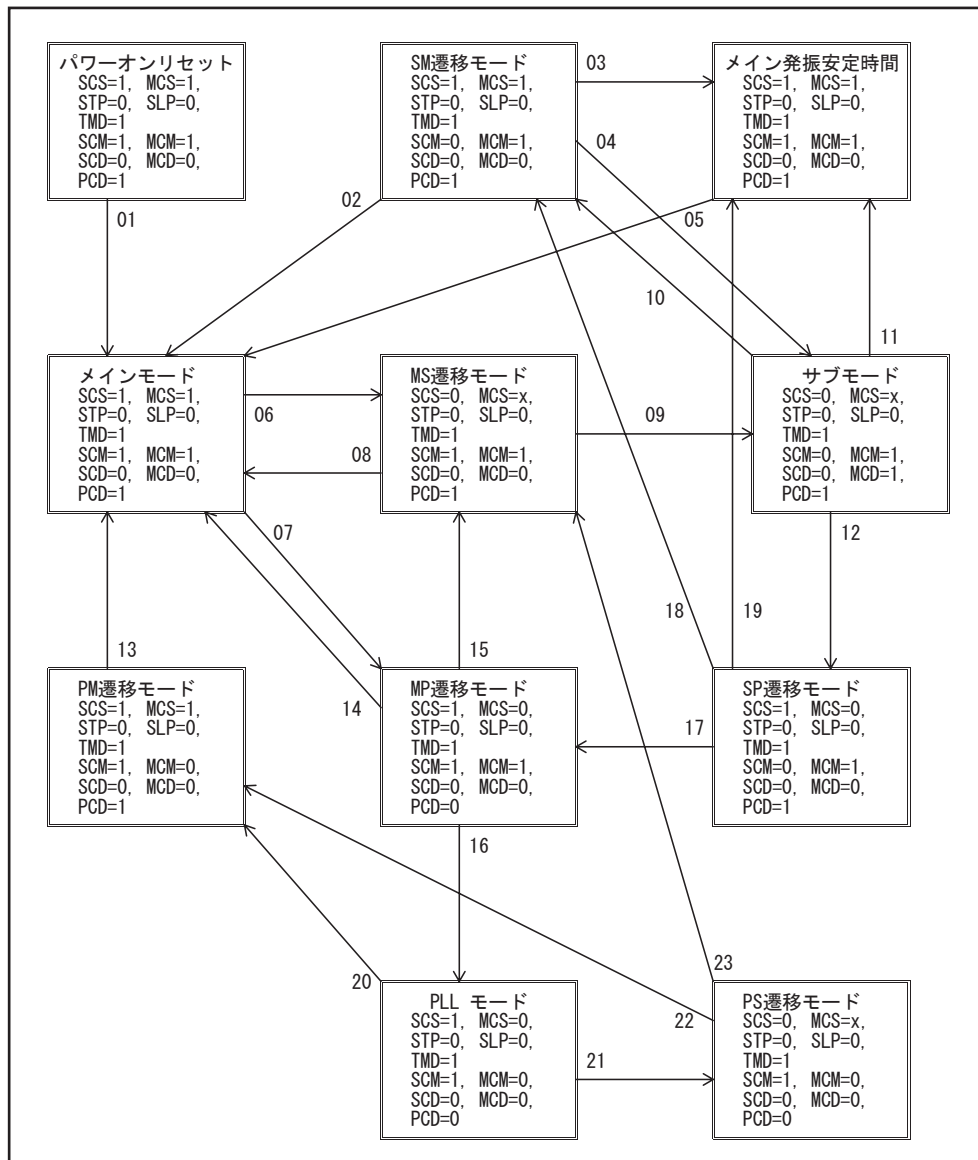 パワーオンリセット
SCS=1, MCS=1,
STP=0, SLP=0,
TMD=1
SCM=1, MCM=1,
SCD=0, MCD=0,
PCD=1
SM遷移モード
SCS=1, MCS=1,
STP=0, SLP=0,
TMD=1
SCM=0, MCM=1,
SCD=0, MCD=0,
PCD=1
メイン発振安定時間
SCS=1, MCS=1,
STP=0, SLP=0,
TMD=1
SCM=1, MCM=1,
SCD=0, MCD=0,
PCD=1
03
04
01
02
05
10
11
メインモード
SCS=1, MCS=1,
STP=0, SLP=0,
TMD=1
SCM=1, MCM=1,
SCD=0, MCD=0,
PCD=1
06
08
MS遷移モード
SCS=0, MCS=x,
STP=0, SLP=0,
TMD=1
SCM=1, MCM=1,
SCD=0, MCD=0,
PCD=1
09
サブモード
SCS=0, MCS=x,
STP=0, SLP=0,
TMD=1
SCM=0, MCM=1,
SCD=0, MCD=1,
PCD=1
07
12
13
14
15
18
19
PM遷移モード
SCS=1, MCS=1,
STP=0, SLP=0,
TMD=1
SCM=1, MCM=0,
SCD=0, MCD=0,
PCD=1
MP遷移モード
SCS=1, MCS=0,
STP=0, SLP=0,
TMD=1
SCM=1, MCM=1,
SCD=0, MCD=0,
PCD=0
17
SP遷移モード
SCS=1, MCS=0,
STP=0, SLP=0,
TMD=1
SCM=0, MCM=1,
SCD=0, MCD=0,
PCD=1
16
20
22
23
PLL モード
SCS=1, MCS=0,
STP=0, SLP=0,
TMD=1
SCM=1, MCM=0,
SCD=0, MCD=0,
PCD=0
21
PS遷移モード
SCS=0, MCS=x,
STP=0, SLP=0,
TMD=1
SCM=1, MCM=0,
SCD=0, MCD=0,
PCD=0